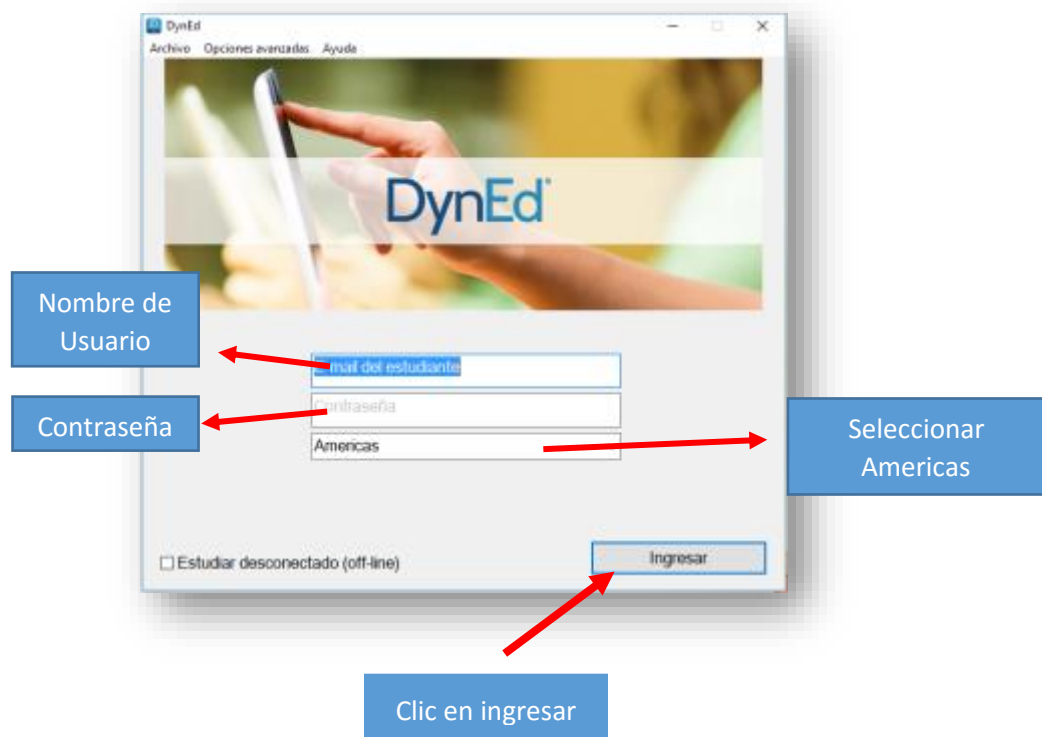 DynEd
Archivo Opciones avanzadas Ayuda
DynEd
Nombre de
Usuario
E-mail del estudiante
Contraseña
Contraseña
Americas
Seleccionar
Americas
Estudiar desconectado (off-line)
Ingresar
Clic en ingresar